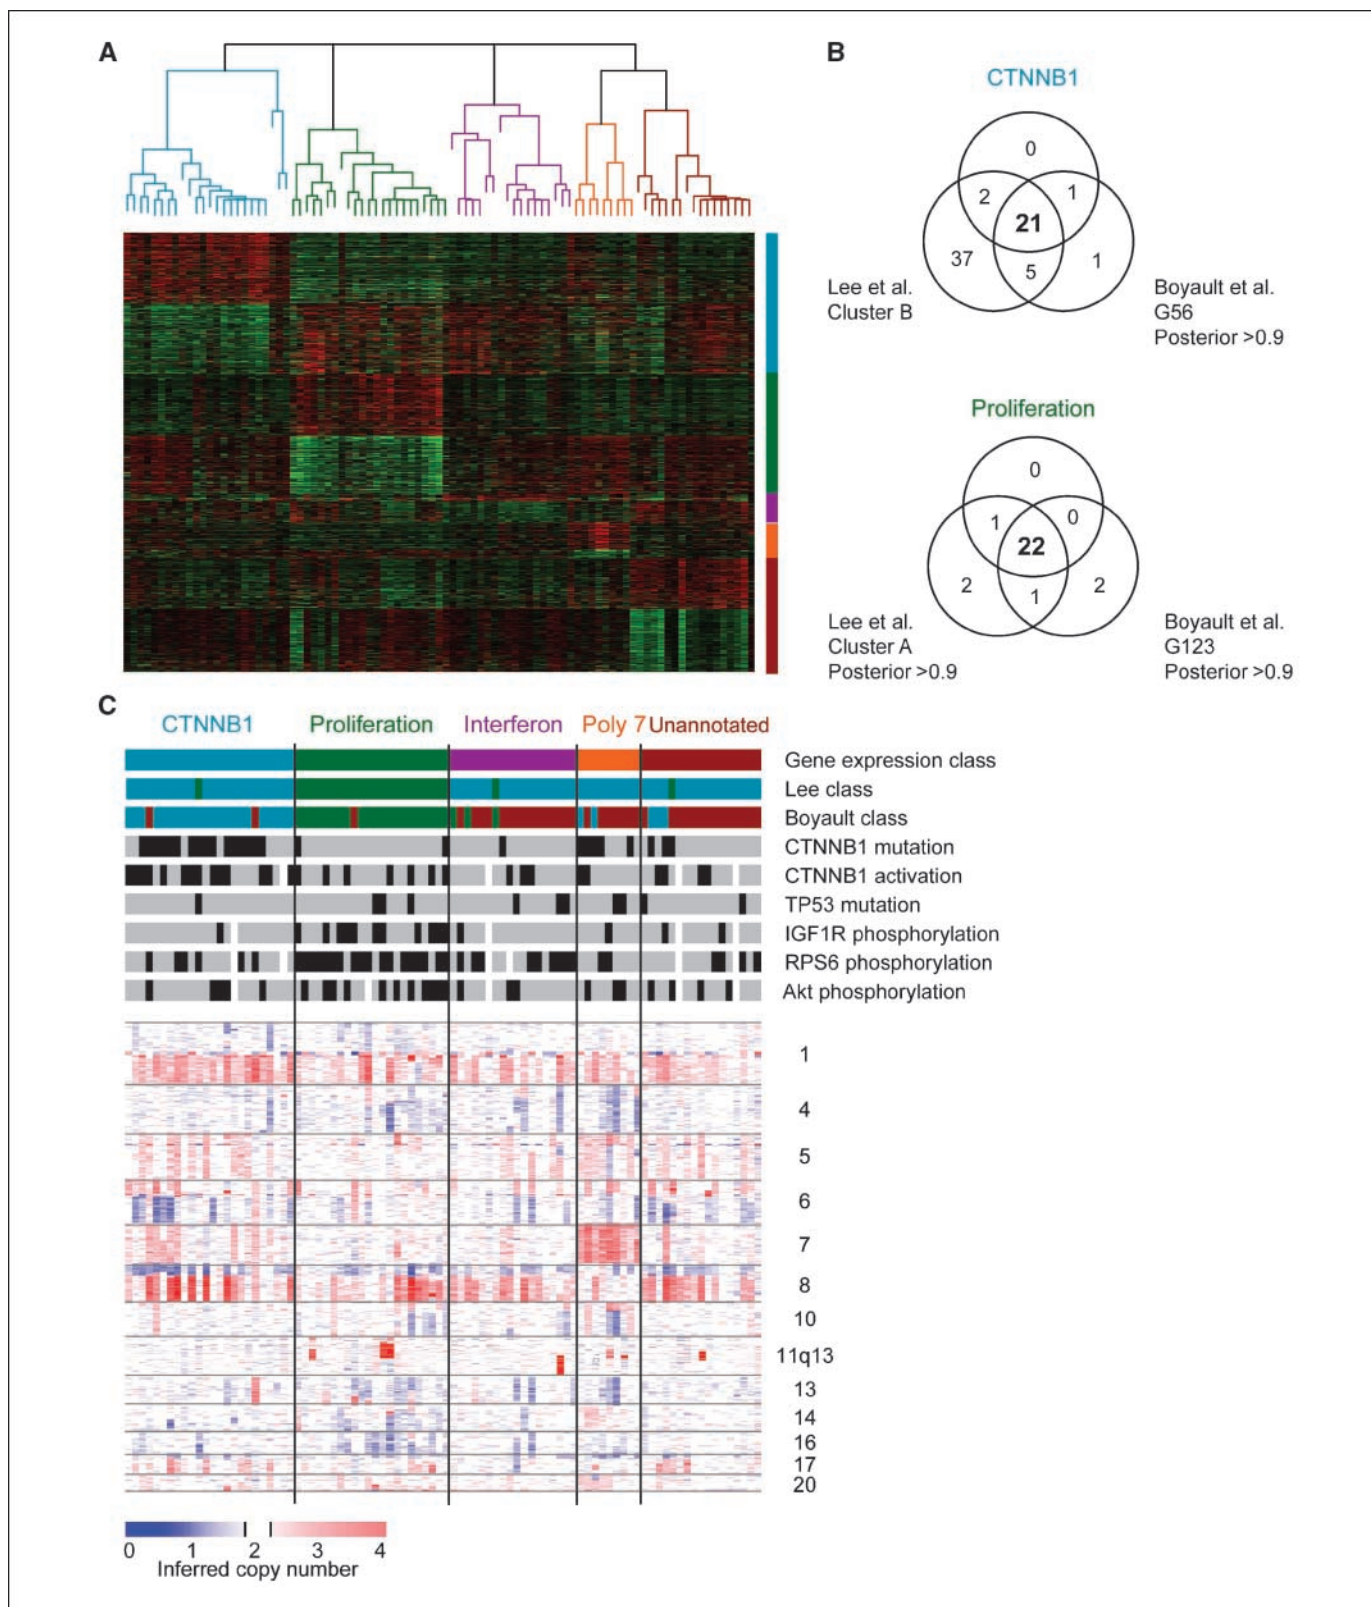 A
B
CTNNB1
0
2
1
21
37
5
1
Lee et al.
Cluster B
Boyault et al.
G56
Posterior >0.9
Proliferation
0
1
0
22
2
1
2
Lee et al.
Cluster A
Posterior >0.9
Boyault et al.
G123
Posterior >0.9
C
CTNNB1 Proliferation Interferon Poly 7 Unannotated
Gene expression class
Lee class
Boyault class
CTNNB1 mutation
CTNNB1 activation
TP53 mutation
IGF1R phosphorylation
RPS6 phosphorylation
Akt phosphorylation
1
4
5
6
7
8
10
11q13
13
14
16
17
20
0 1 2 3 4
Inferred copy number